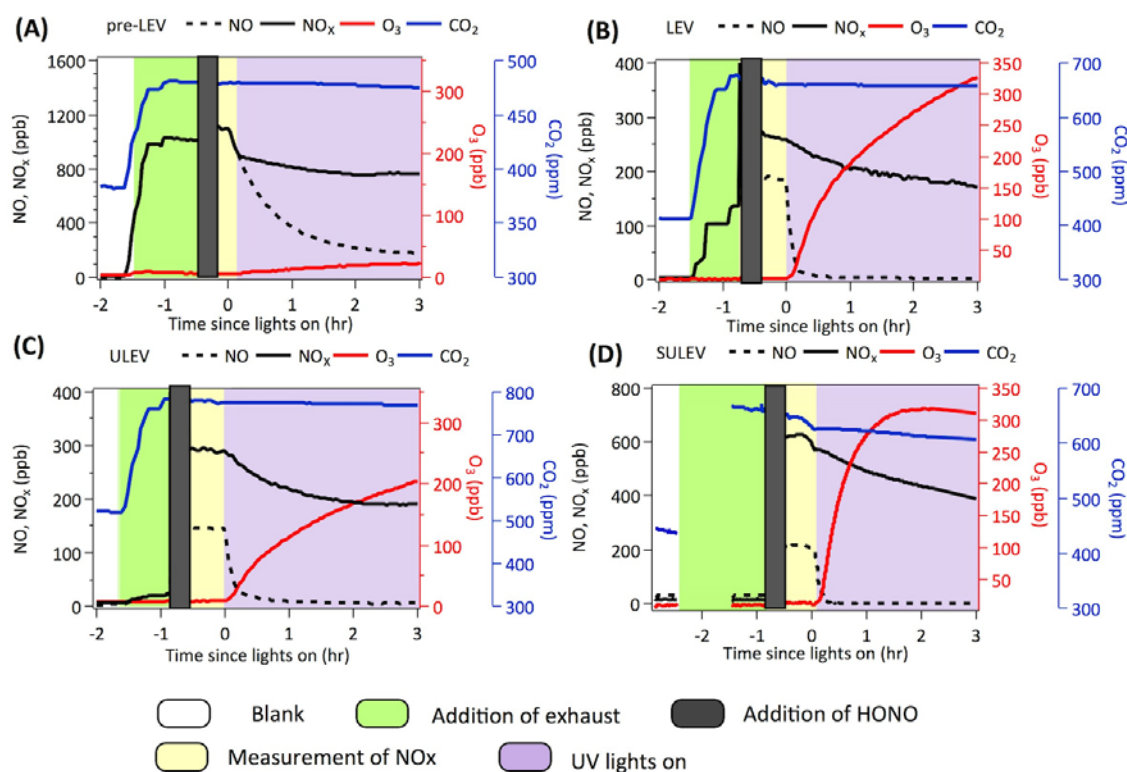 (A) pre-LEV NO NOx O3 CO2
1600 1400 1200 1000 800 600 400 200 0
NO, NOx (ppb)
300 200 100 0
O3 (ppb)
500 450 400 350 300
CO2 (ppm)
-2 -1 0 1 2 3
Time since lights on (hr)
(B) LEV NO NOx O3 CO2
400 300 200 100 0
NO, NOx (ppb)
350 300 250 200 150 100 50
O3 (ppb)
700 600 500 400 300
CO2 (ppm)
-2 -1 0 1 2 3
Time since lights on (hr)
(C) ULEV NO NOx O3 CO2
400 300 200 100 0
NO, NOx (ppb)
300 200 100 0
O3 (ppb)
800 700 600 500 400 300
CO2 (ppm)
-2 -1 0 1 2 3
Time since lights on (hr)
(D) SULEV NO NOx O3 CO2
800 600 400 200 0
NO, NOx (ppb)
350 300 250 200 150 100 50
O3 (ppb)
700 600 500 400 300
CO2 (ppm)
-2 -1 0 1 2 3
Time since lights on (hr)
Blank Addition of exhaust Addition of HONO
Measurement of NOx UV lights on